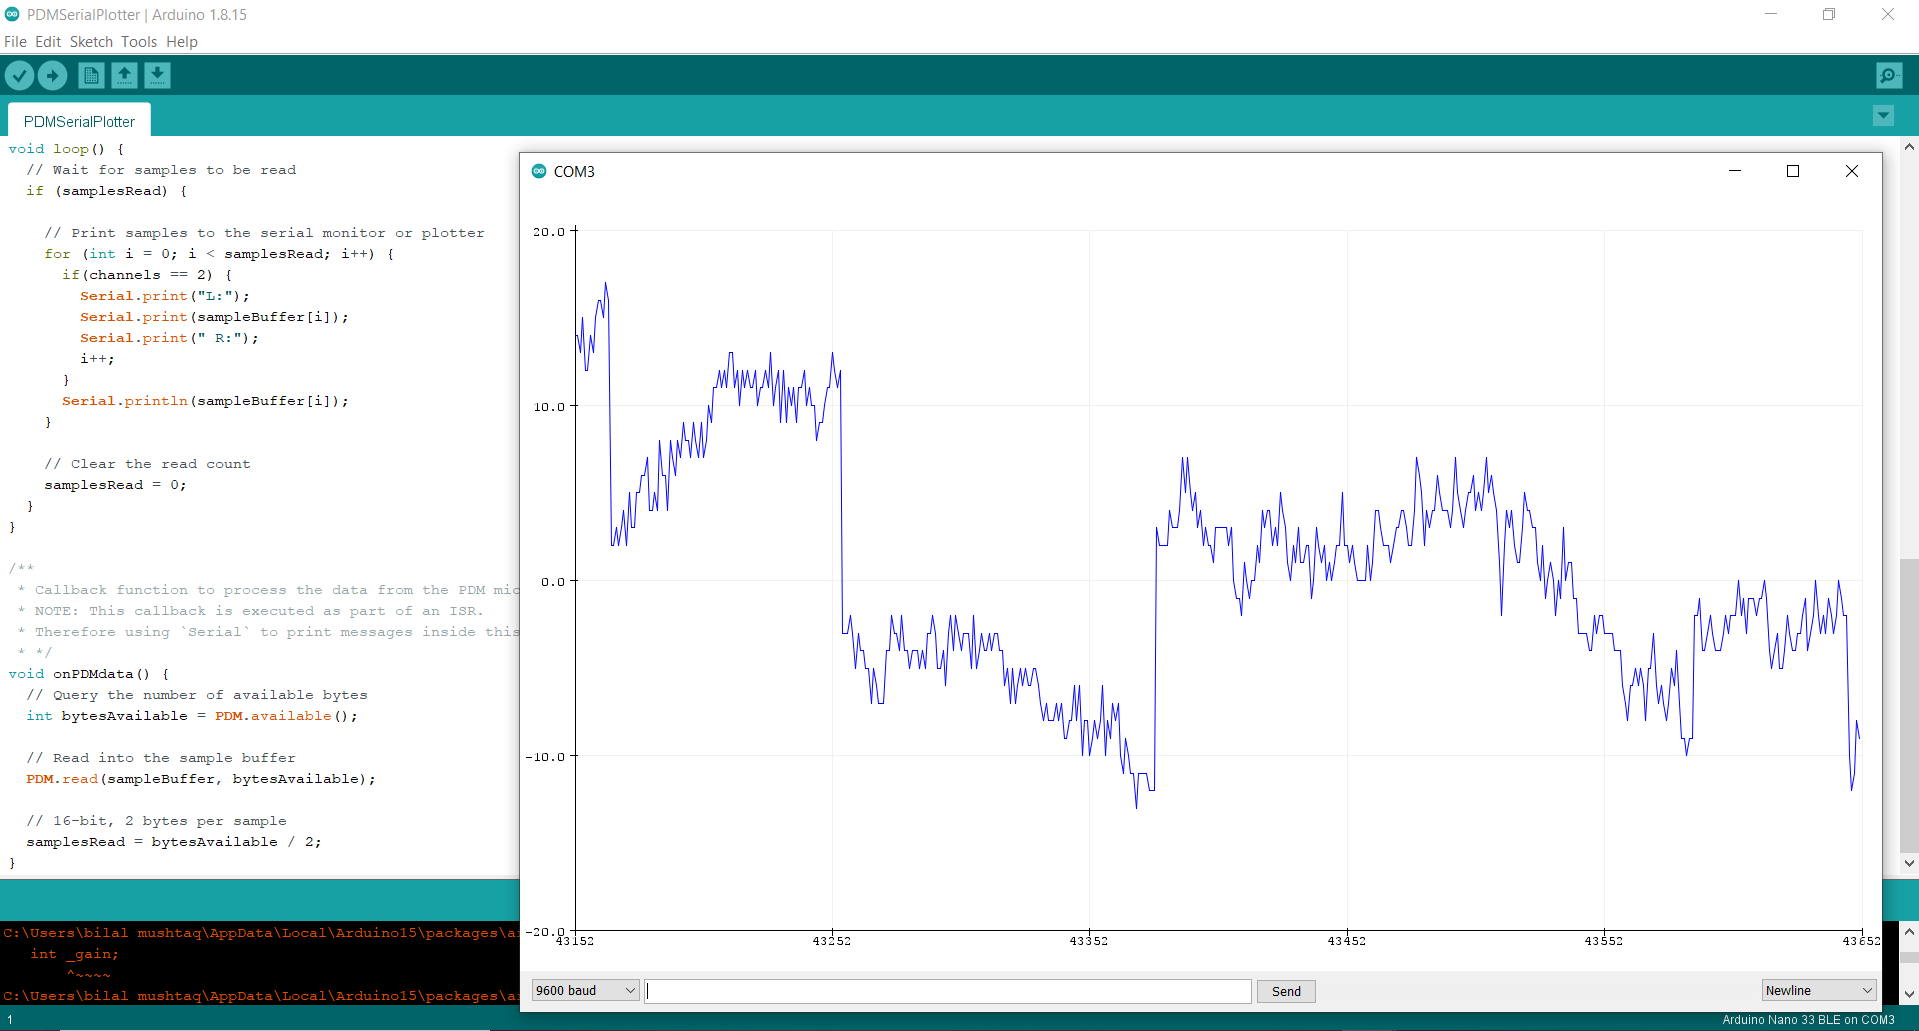 PDMSerialPlotter | Arduino 1.8.15
File Edit Sketch Tools Help
PDMSerialPlotter
void loop() {
// Wait for samples to be read
if (samplesRead) {
// Print samples to the serial monitor or plotter
for (int i = 0; i < samplesRead; i++) {
if(channels == 2) {
Serial.print("L:");
Serial.print(sampleBuffer[i]);
Serial.print(" R:");
i++;
}
Serial.println(sampleBuffer[i]);
}
// Clear the read count
samplesRead = 0;
}
}
/**
* Callback function to process the data from the PDM mic
* NOTE: This callback is executed as part of an ISR.
* Therefore using `Serial` to print messages inside this
* */
void onPDMdata() {
// Query the number of available bytes
int bytesAvailable = PDM.available();
// Read into the sample buffer
PDM.read(sampleBuffer, bytesAvailable);
// 16-bit, 2 bytes per sample
samplesRead = bytesAvailable / 2;
}
C:\Users\bilal mushtaq\AppData\Local\Arduino15\packages\ar
int _gain;
^~~~~
C:\Users\bilal mushtaq\AppData\Local\Arduino15\packages\ar
1
Arduino Nano 33 BLE on COM3
COM3
20.0
10.0
0.0
-10.0
-20.0
43152 43252 43352 43452 43552 43652
9600 baud Send Newline